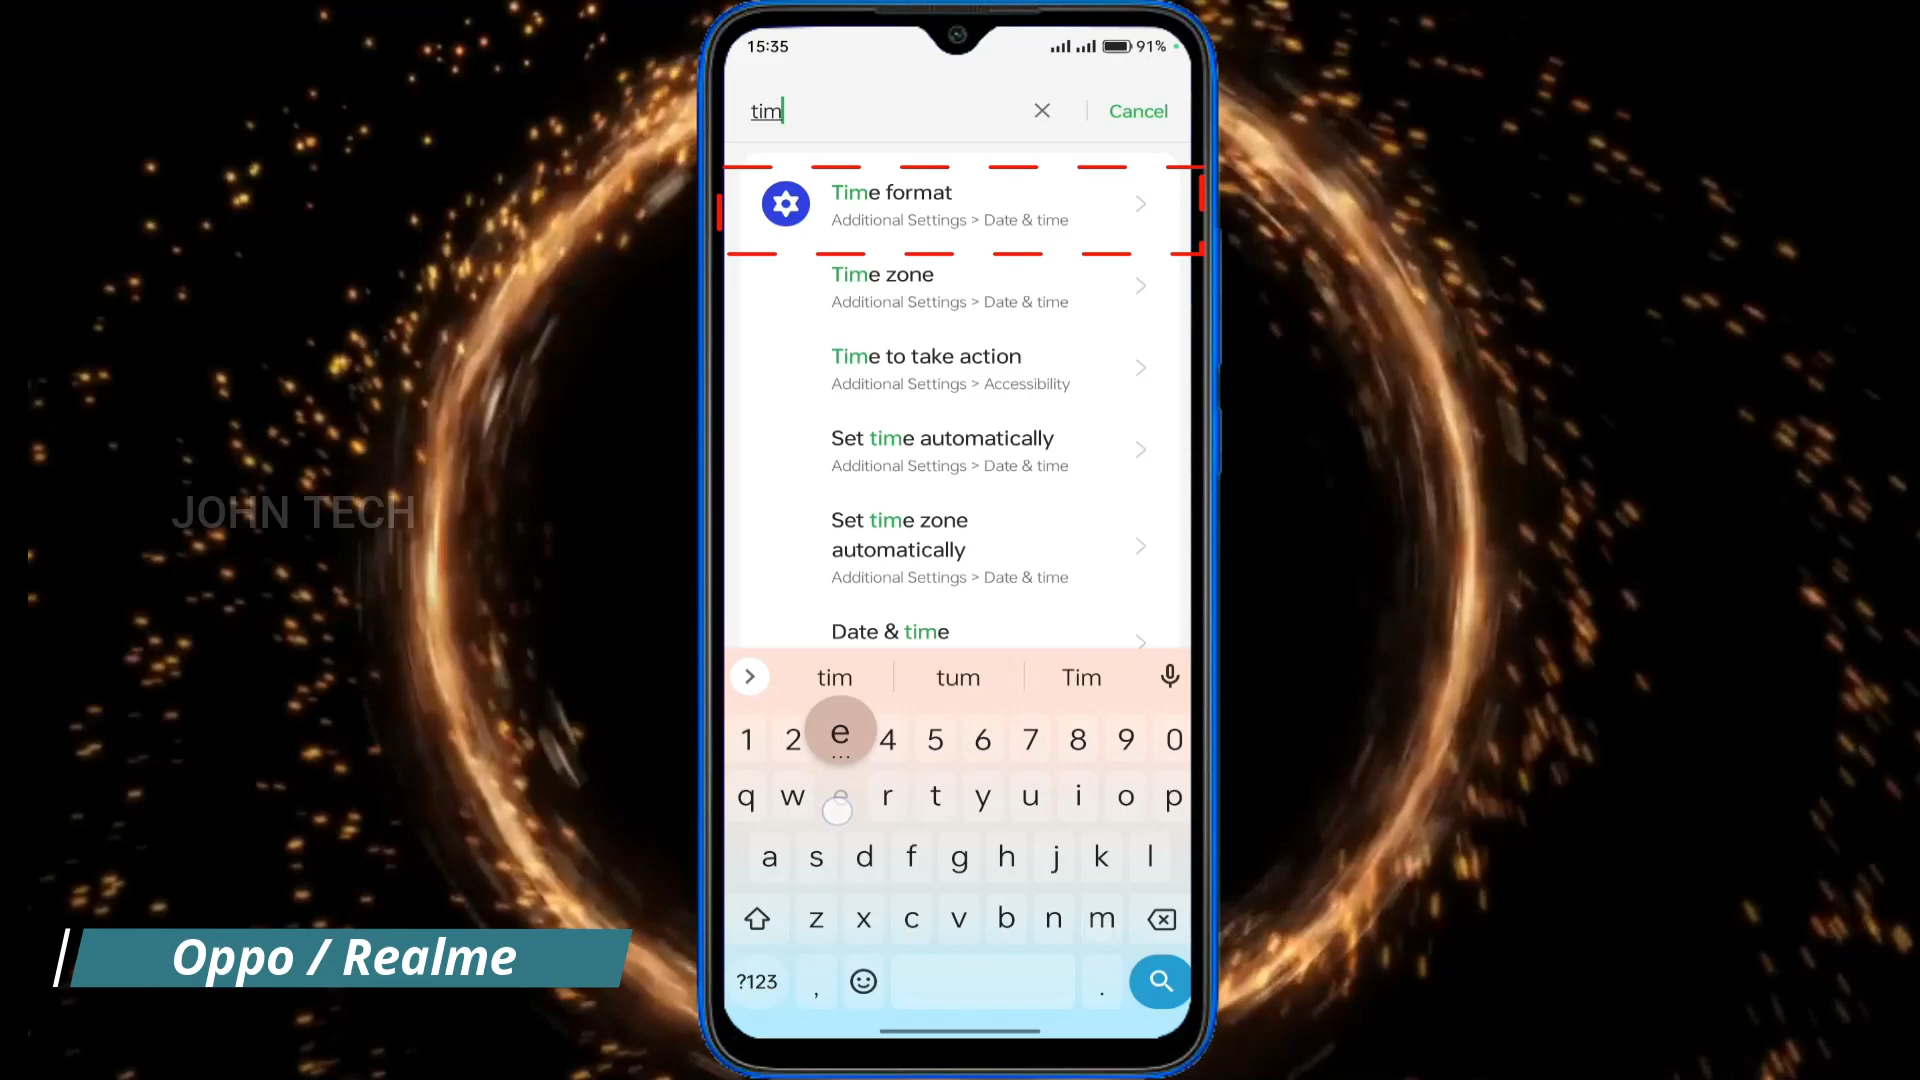 15:35
91%
tim
Cancel
Time format
Additional Settings > Date & time
Time zone
Additional Settings > Date & time
Time to take action
Additional Settings > Accessibility
Set time automatically
Additional Settings > Date & time
Set time zone
automatically
Additional Settings > Date & time
Date & time
tim tum Tim
1 2 e 4 5 6 7 8 9 0
q w e r t y u i o p
a s d f g h j k l
z x c v b n m
?123 , .
JOHN TECH
Oppo / Realme